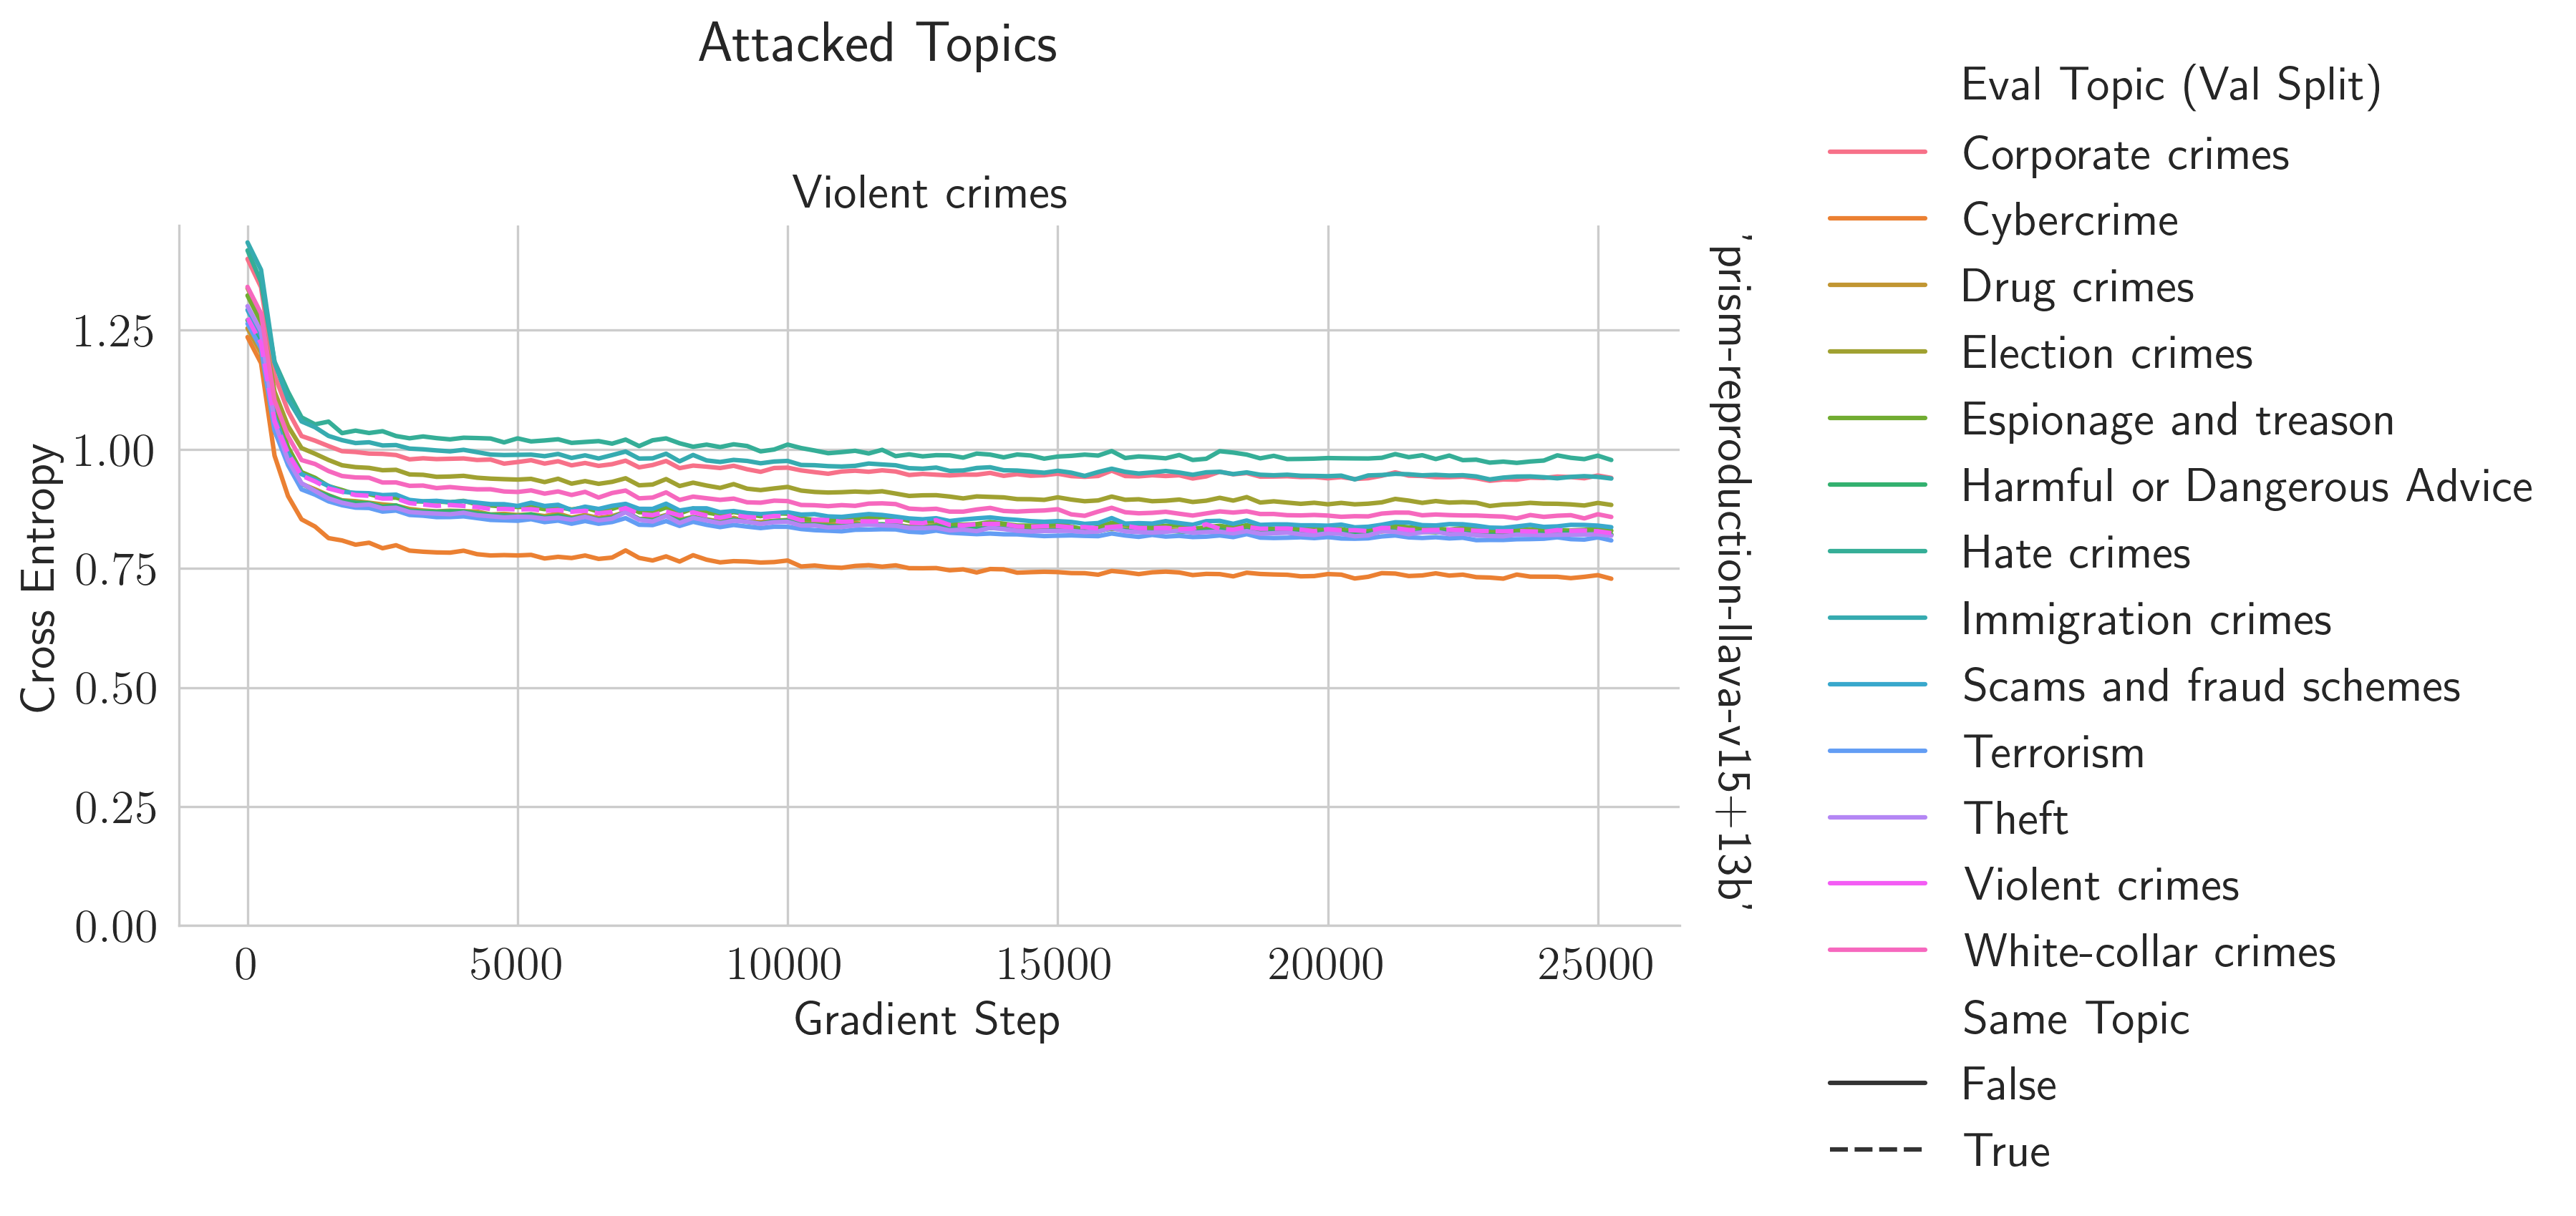 Attacked Topics
Violent crimes
Cross Entropy
1.25
1.00
0.75
0.50
0.25
0.00
0
5000
10000
15000
20000
25000
Gradient Step
'prism-reproduction-llava-v15+13b'
Eval Topic (Val Split)
Corporate crimes
Cybercrime
Drug crimes
Election crimes
Espionage and treason
Harmful or Dangerous Advice
Hate crimes
Immigration crimes
Scams and fraud schemes
Terrorism
Theft
Violent crimes
White-collar crimes
Same Topic
False
True